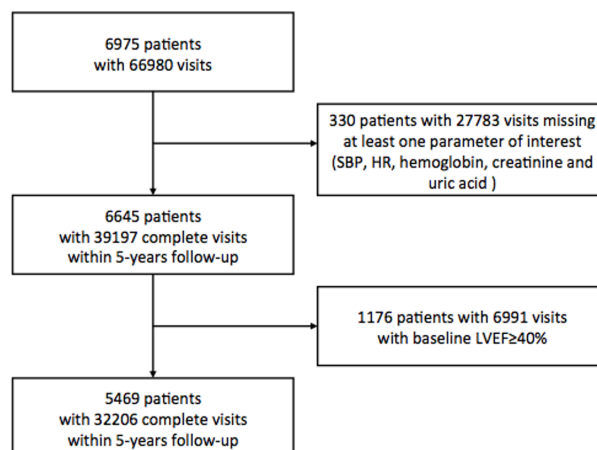 6975 patients
with 66980 visits
330 patients with 27783 visits missing
at least one parameter of interest
(SBP, HR, hemoglobin, creatinine and
uric acid )
6645 patients
with 39197 complete visits
within 5-years follow-up
1176 patients with 6991 visits
with baseline LVEF≥40%
5469 patients
with 32206 complete visits
within 5-years follow-up